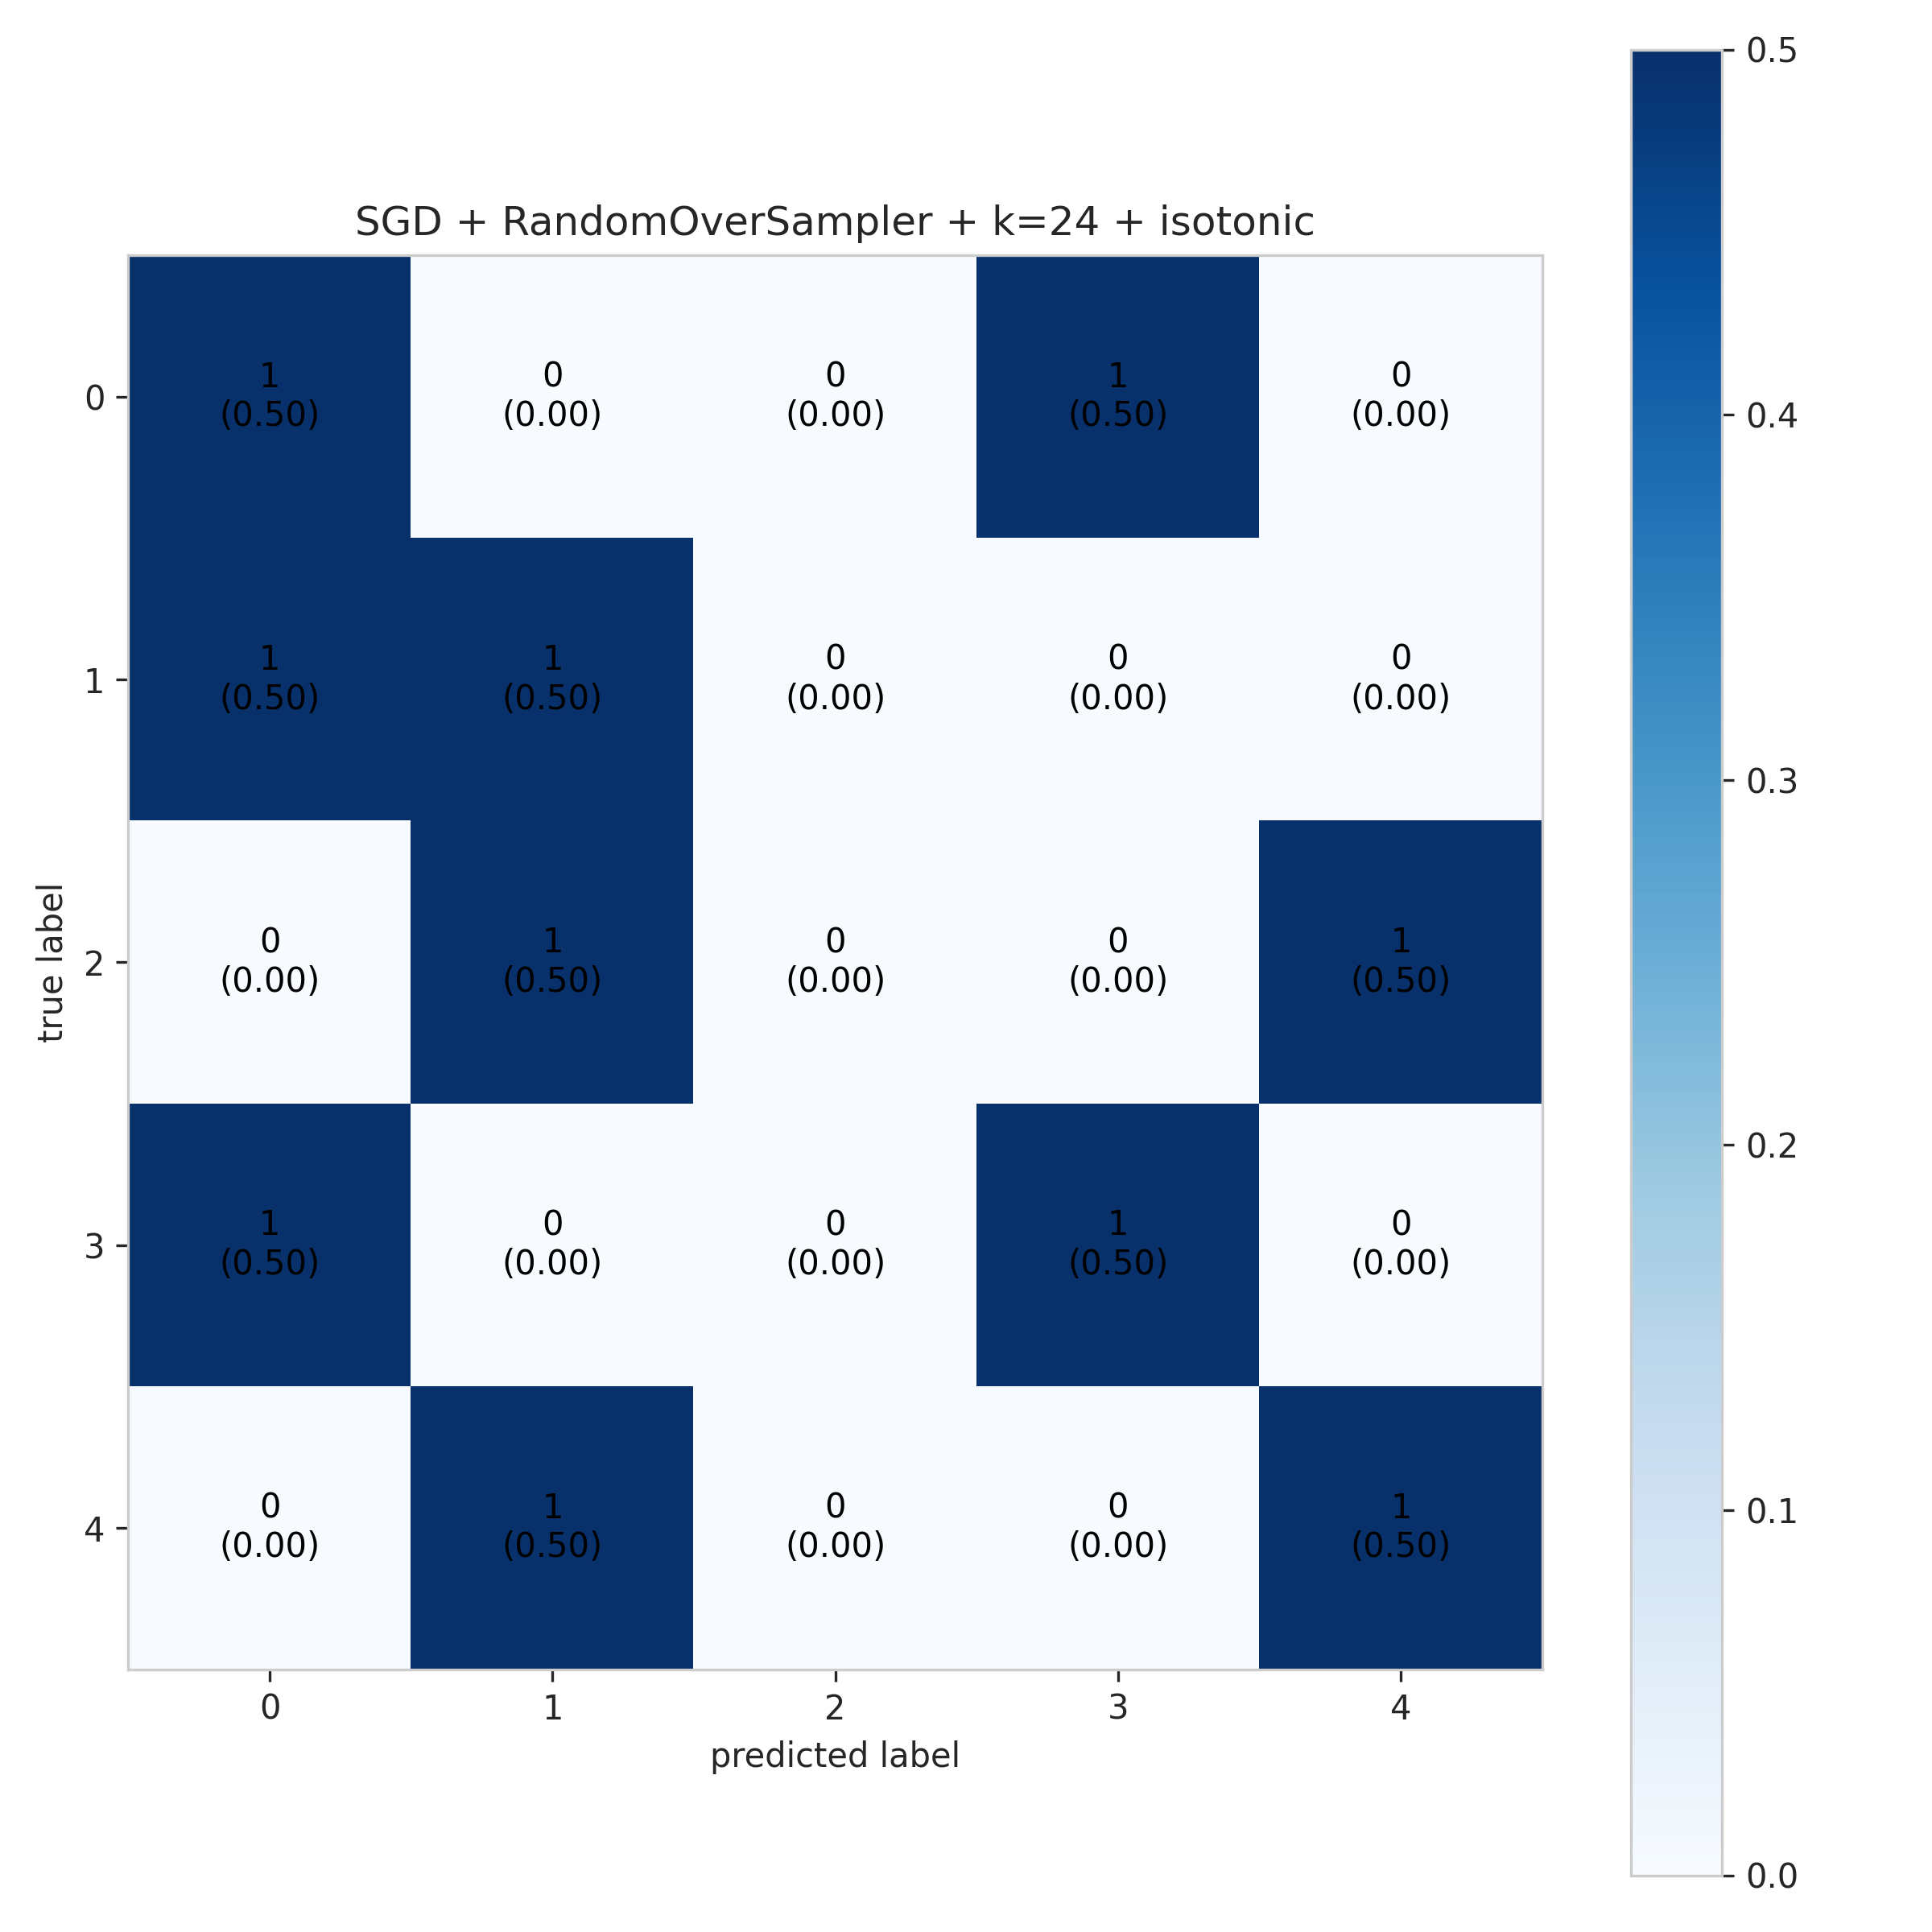 SGD + RandomOverSampler + k=24 + isotonic
0.5
0.4
0.3
0.2
0.1
0.0
true label
0
1
2
3
4
1 0 0 1 0
(0.50) (0.00) (0.00) (0.50) (0.00)
1 1 0 0 0
(0.50) (0.50) (0.00) (0.00) (0.00)
0 1 0 0 1
(0.00) (0.50) (0.00) (0.00) (0.50)
1 0 0 1 0
(0.50) (0.00) (0.00) (0.50) (0.00)
0 1 0 0 1
(0.00) (0.50) (0.00) (0.00) (0.50)
0 1 2 3 4
predicted label